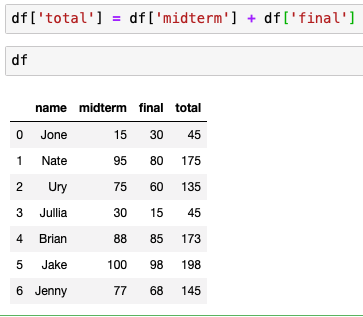 df['total'] = df['midterm'] + df['final']
df
name midterm final total
0 Jone 15 30 45
1 Nate 95 80 175
2 Ury 75 60 135
3 Jullia 30 15 45
4 Brian 88 85 173
5 Jake 100 98 198
6 Jenny 77 68 145